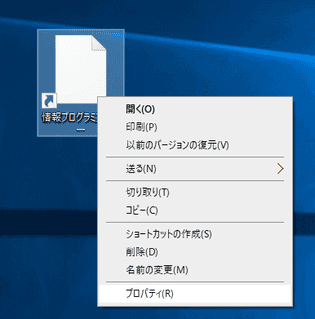 情報プログラミ
開く(O)
印刷(P)
以前のバージョンの復元(V)
送る(N)
切り取り(T)
コピー(C)
ショートカットの作成(S)
削除(D)
名前の変更(M)
プロパティ(R)